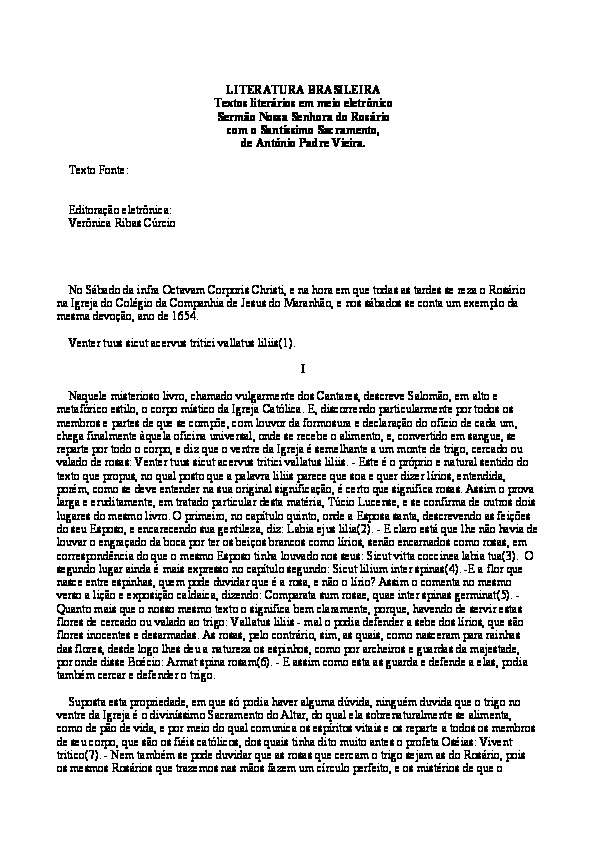 LITERATURA BRASILEIRA
Textos literários em meio eletrônico
Sermão Nossa Senhora do Rosário
com o Santíssimo Sacramento,
de António Padre Vieira.
Texto Fonte:
Editoração eletrônica:
Verônica Ribas Cúrcio
No Sábado da infra Octavam Corporis Christi, e na hora em que todas as tardes se reza o Rosário
na Igreja do Colégio da Companhia de Jesus do Maranhão, e nos sábados se conta um exemplo da
mesma devoção, ano de 1654.
Venter tuus sicut acervus tritici vallatus liliis(1).
I
Naquele misterioso livro, chamado vulgarmente dos Cantares, descreve Salomão, em alto e
metafórico estilo, o corpo místico da Igreja Católica. E, discorrendo particularmente por todos os
membros e partes de que se compõe, com louvor da formosura e declaração do ofício de cada um,
chega finalmente àquela oficina universal, onde se recebe o alimento, e, convertido em sangue, se
reparte por todo o corpo, e diz que o ventre da Igreja é semelhante a um monte de trigo, cercado ou
valado de rosas: Venter tuus sicut acervus tritici vallatus liliis. - Este é o próprio e natural sentido do
texto que propus, no qual posto que a palavra liliis parece que soa e quer dizer lírios, entendida,
porém, como se deve entender na sua original significação, é certo que significa rosas. Assim o prova
larga e eruditamente, em tratado particular desta matéria, Túcio Lucense, e se confirma de outros dois
lugares do mesmo livro. O primeiro, no capítulo quinto, onde a Esposa santa, descrevendo as feições
do seu Esposo, e encarecendo sua gentileza, diz: Labia ejus lilia(2). - E claro está que lhe não havia de
louvar o engraçado da boca por ter os beiços brancos como lírios, senão encarnados como rosas, em
correspondência do que o mesmo Esposo tinha louvado nos seus: Sicut vitta coccinea labia tua(3).  O
segundo lugar ainda é mais expresso no capítulo segundo: Sicut lilium inter spinas(4). -E a flor que
nasce entre espinhas, quem pode duvidar que é a rosa, e não o lírio? Assim o comenta no mesmo
verso a lição e exposição caldaica, dizendo: Comparata sum rosae, quae inter spinas germinat(5). -
Quanto mais que o nosso mesmo texto o significa bem claramente, porque, havendo de servir estas
flores de cercado ou valado ao trigo: Vallatus liliis - mal o podia defender a sebe dos lírios, que são
flores inocentes e desarmadas. As rosas, pelo contrário, sim, as quais, como nasceram para rainhas
das flores, desde logo lhes deu a natureza os espinhos, como por archeiros e guardas da majestade,
por onde disse Boécio: Armat spina rosam(6). - E assim como esta as guarda e defende a elas, podia
também cercar e defender o trigo.
Suposta esta propriedade, em que só podia haver alguma dúvida, ninguém duvida que o trigo no
ventre da Igreja é o diviníssimo Sacramento do Altar, do qual ela sobrenaturalmente se alimenta,
como de pão de vida, e por meio do qual comunica os espíritos vitais e os reparte a todos os membros
de seu corpo, que são os fiéis católicos, dos quais tinha dito muito antes o profeta Oséias: Vivent
tritico(7). - Nem também se pode duvidar que as rosas que cercam o trigo sejam as do Rosário, pois
os mesmos Rosários que trazemos nas mãos fazem um círculo perfeito, e os mistérios de que o